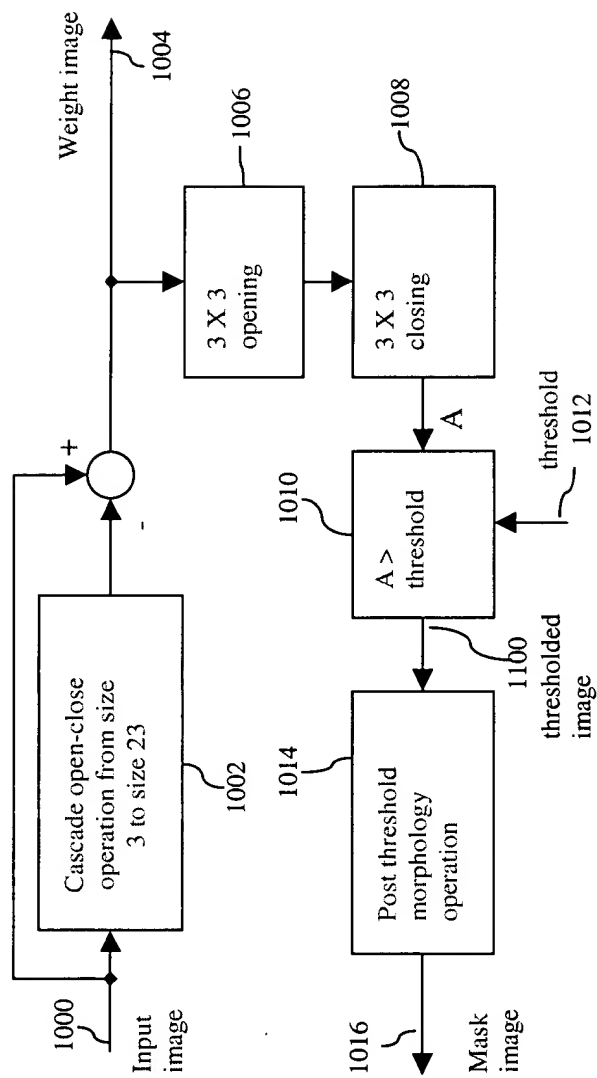 Weight image
1004
+
-
1000
Input
image
Cascade open-close
operation from size
3 to size 23
1002
3 X 3
opening
1006
3 X 3
closing
1008
A
A >
threshold
1010
threshold
1012
1100
thresholded
image
Post threshold
morphology
operation
1014
1016
Mask
image